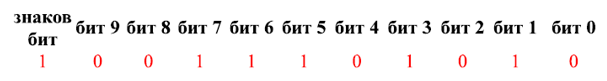 знаков бит бит 9 бит 8 бит 7 бит 6 бит 5 бит 4 бит 3 бит 2 бит 1 бит 0
1 0 0 1 1 1 0 1 0 1 0